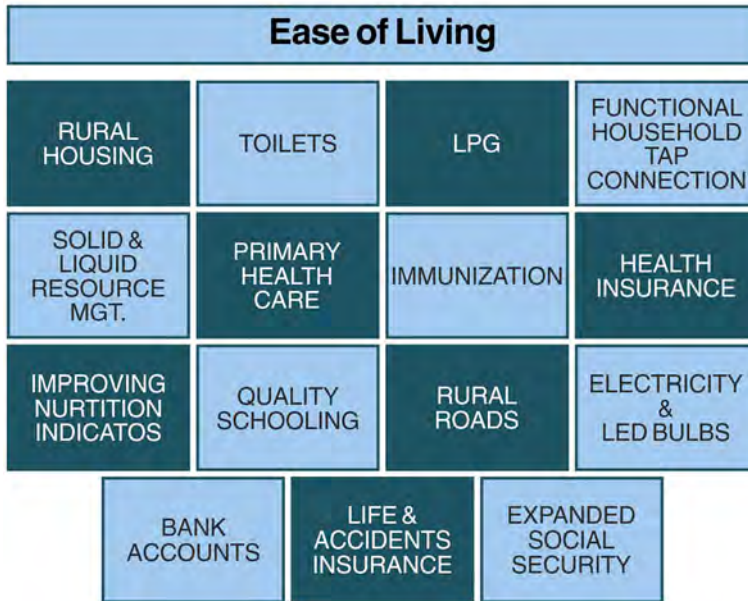 Ease of Living
RURAL
HOUSING
TOILETS
LPG
FUNCTIONAL
HOUSEHOLD
TAP
CONNECTION
SOLID &
LIQUID
RESOURCE
MGT.
PRIMARY
HEALTH
CARE
IMMUNIZATION
HEALTH
INSURANCE
IMPROVING
NURTITION
INDICATOS
QUALITY
SCHOOLING
RURAL
ROADS
ELECTRICITY
&
LED BULBS
BANK
ACCOUNTS
LIFE &
ACCIDENTS
INSURANCE
EXPANDED
SOCIAL
SECURITY